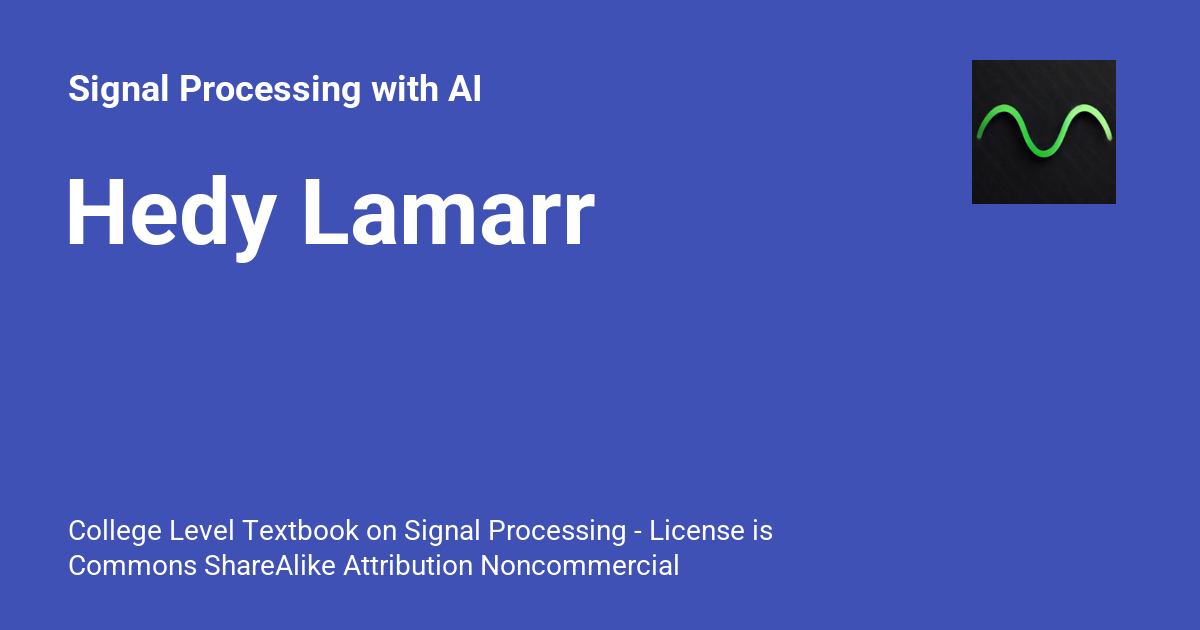 Signal Processing with AI
Hedy Lamarr
College Level Textbook on Signal Processing - License is
Commons ShareAlike Attribution Noncommercial